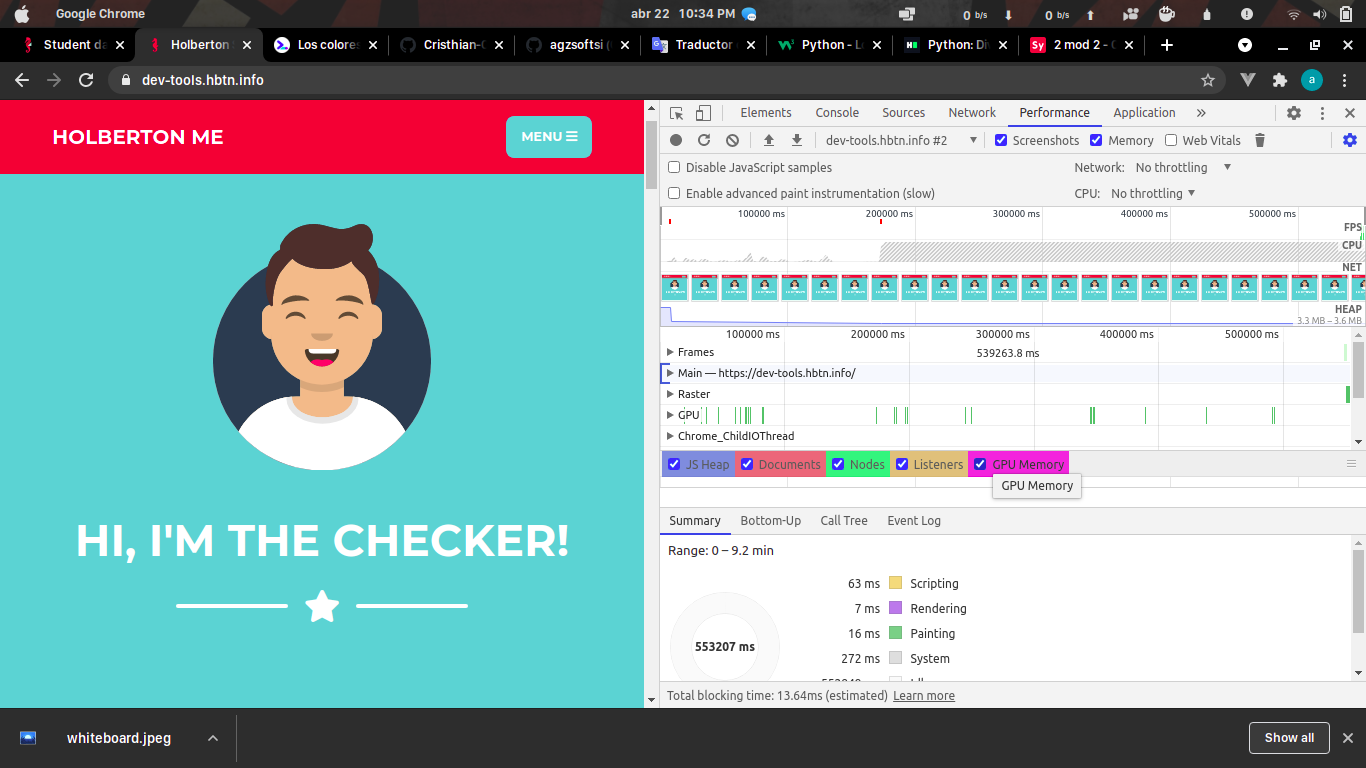 Google Chrome
abr 22 10:34 PM
0 b/s
0 b/s
Student da
Holberton
Los colores
Cristhian-
agzsoftsi (
Traductor
Python - L
Python: Di
Sy 2 mod 2 -
dev-tools.hbtn.info
a
HOLBERTON ME
MENU
HI, I'M THE CHECKER!
Elements Console Sources Network Performance Application
dev-tools.hbtn.info #2 Screenshots Memory Web Vitals
Disable JavaScript samples Network: No throttling
Enable advanced paint instrumentation (slow) CPU: No throttling
100000 ms 200000 ms 300000 ms 400000 ms 500000 ms
FPS
CPU
NET
HEAP
3.3 MB – 3.6 MB
100000 ms 200000 ms 300000 ms 400000 ms 500000 ms
Frames 539263.8 ms
Main — https://dev-tools.hbtn.info/
Raster
GPU
Chrome_ChildIOThread
JS Heap Documents Nodes Listeners GPU Memory
GPU Memory
Summary Bottom-Up Call Tree Event Log
Range: 0 – 9.2 min
63 ms Scripting
7 ms Rendering
16 ms Painting
553207 ms
272 ms System
Total blocking time: 13.64ms (estimated) Learn more
whiteboard.jpeg
Show all